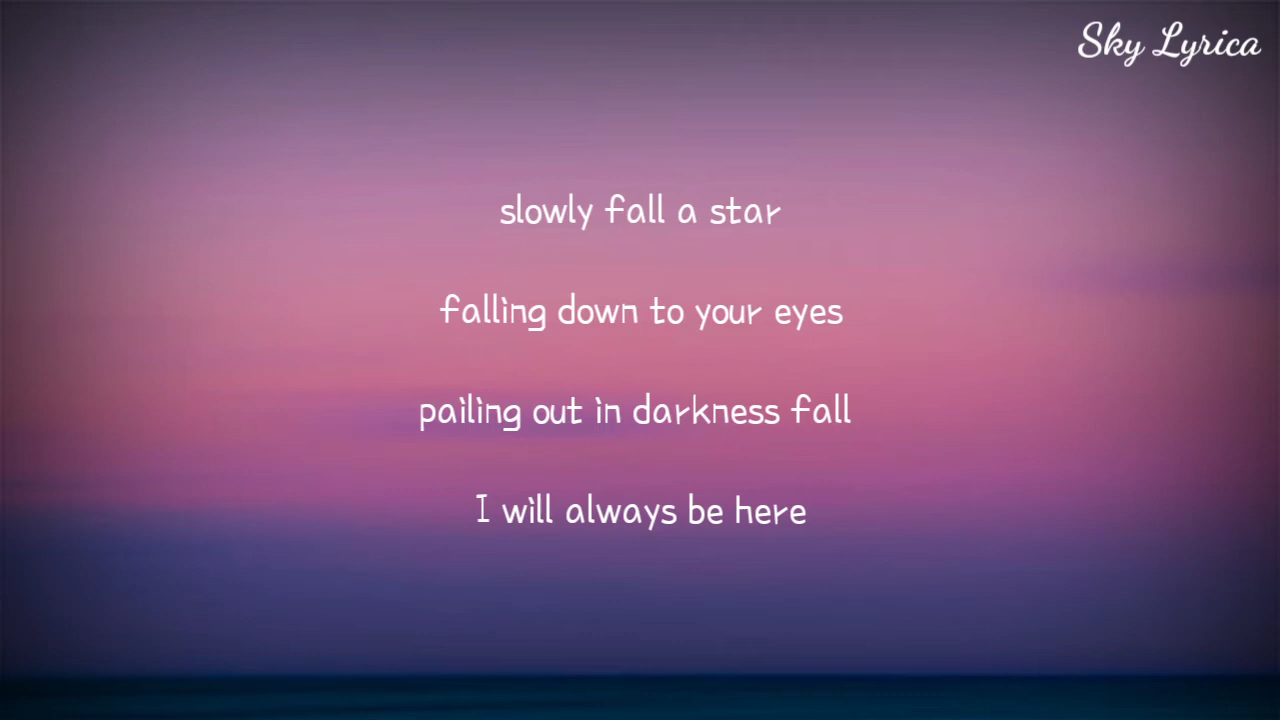 Sky Lyrica
slowly fall a star
falling down to your eyes
pailing out in darkness fall
I will always be here